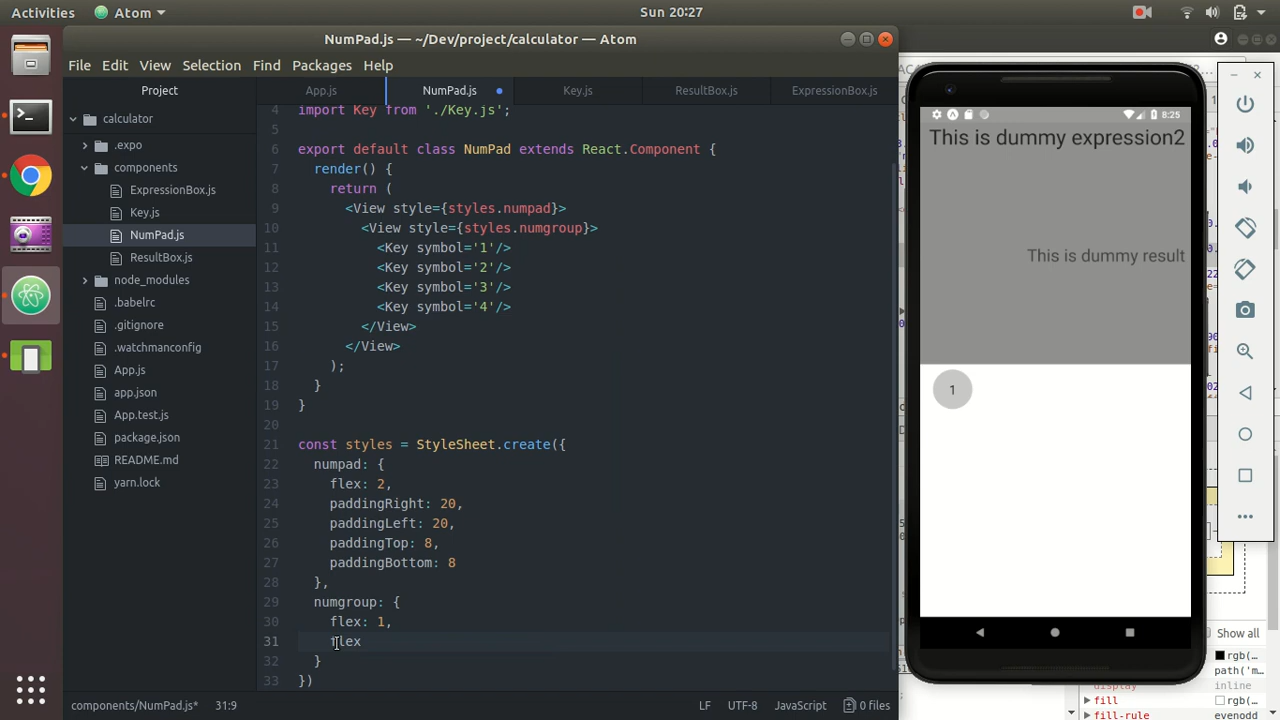 Activities
Atom
Sun 20:27
NumPad.js — ~/Dev/project/calculator — Atom
File Edit View Selection Find Packages Help
Project
App.js
NumPad.js
Key.js
ResultBox.js
ExpressionBox.js
calculator
.expo
components
ExpressionBox.js
Key.js
NumPad.js
ResultBox.js
node_modules
.babelrc
.gitignore
.watchmanconfig
App.js
app.json
App.test.js
package.json
README.md
yarn.lock
4 import Key from './Key.js';
5
6 export default class NumPad extends React.Component {
7 render() {
8 return (
9 <View style={styles.numpad}>
10 <View style={styles.numgroup}>
11 <Key symbol='1'/>
12 <Key symbol='2'/>
13 <Key symbol='3'/>
14 <Key symbol='4'/>
15 </View>
16 </View>
17 );
18 }
19 }
20
21 const styles = StyleSheet.create({
22 numpad: {
23 flex: 2,
24 paddingRight: 20,
25 paddingLeft: 20,
26 paddingTop: 8,
27 paddingBottom: 8
28 },
29 numgroup: {
30 flex: 1,
31 flex
32 }
33 })
components/NumPad.js* 31:9
LF UTF-8 JavaScript 0 files
8:25
This is dummy expression2
This is dummy result
1
Show all
rgb(…
path('m…
display inline
fill rgb(…
fill-rule evenodd